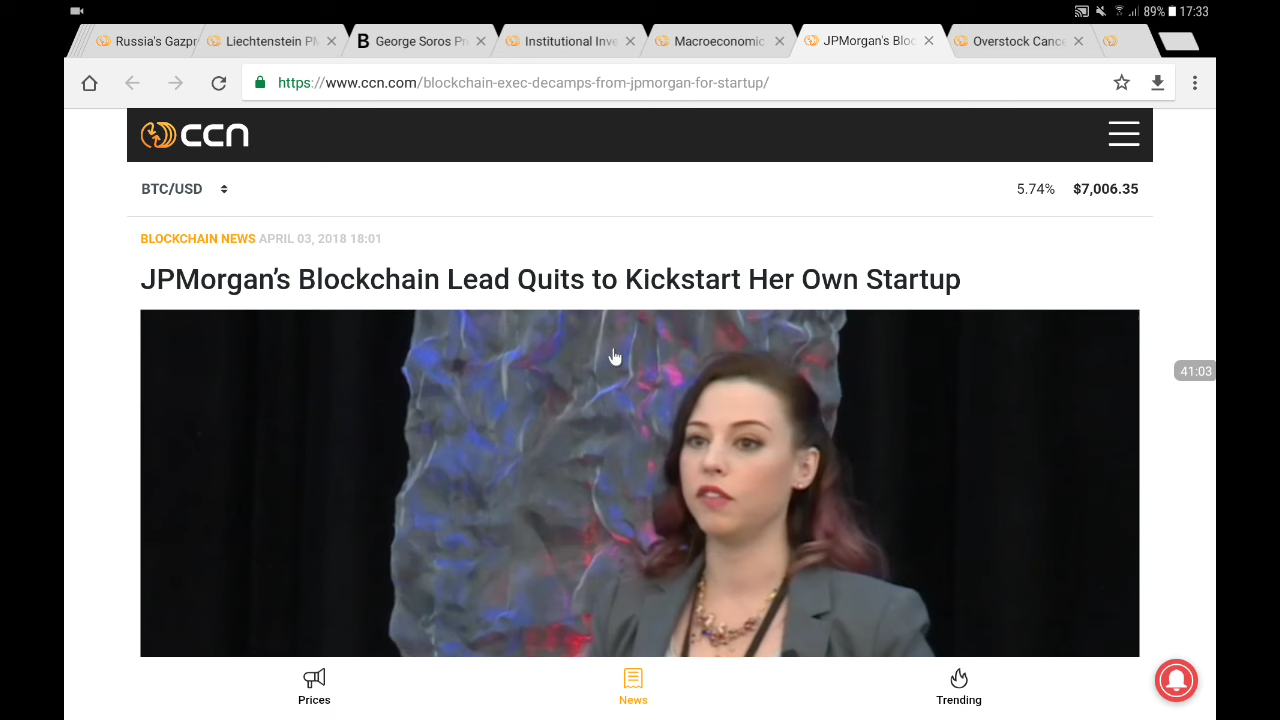 89% 17:33
Russia's Gazpr
Liechtenstein P
George Soros Pr
Institutional Inve
Macroeconomic
JPMorgan's Bloc
Overstock Cance
https://www.ccn.com/blockchain-exec-decamps-from-jpmorgan-for-startup/
ccn
BTC/USD 5.74% $7,006.35
BLOCKCHAIN NEWS APRIL 03, 2018 18:01
JPMorgan's Blockchain Lead Quits to Kickstart Her Own Startup
41:03
Prices News Trending